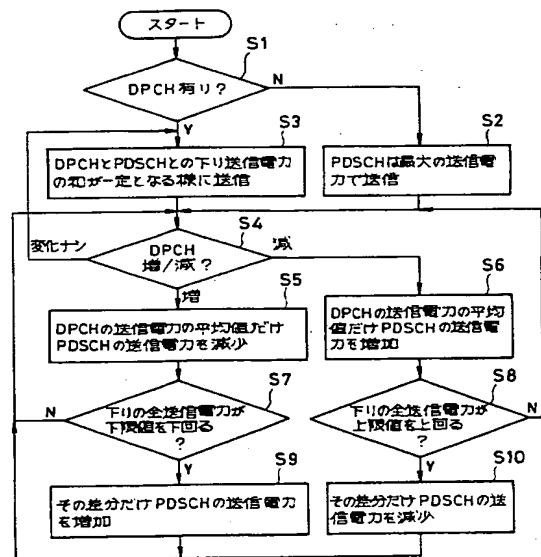 スタート
S1
DPCH有り?
N
Y
S3
DPCHとPDSCHとの下り送信電力
の和が一定となる様に送信
S2
PDSCHは最大の送信電力
で送信
S4
変化ナシ
DPCH
増/減?
減
増
S5
DPCHの送信電力の平均値だけ
PDSCHの送信電力を減少
S6
DPCHの送信電力の平均
値だけPDSCHの送信電
力を増加
S7
N
下りの全送信電力が
下限値を下回る
?
Y
S8
下りの全送信電力が
上限値を上回る
?
N
Y
S9
その差分だけPDSCHの送信電力
を増加
S10
その差分だけPDSCHの送
信電力を減少